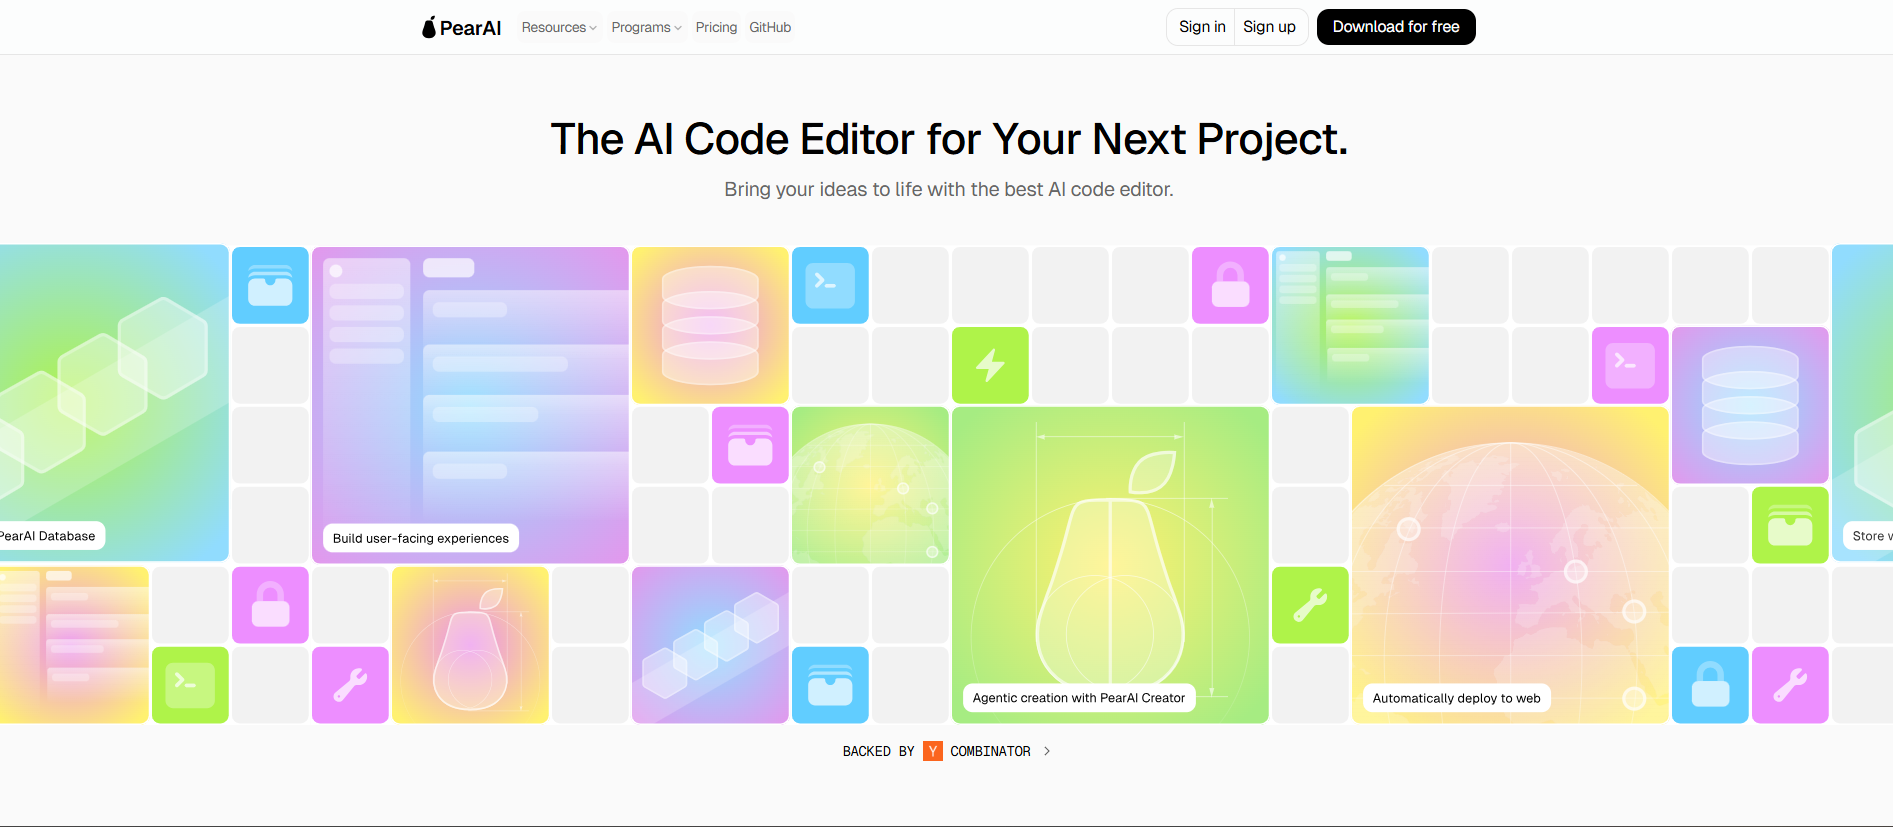 PearAI Resources Programs Pricing GitHub Sign in Sign up Download for free
The AI Code Editor for Your Next Project.
Bring your ideas to life with the best AI code editor.
PearAI Database
Build user-facing experiences
Store
Agentic creation with PearAI Creator
Automatically deploy to web
BACKED BY Y COMBINATOR